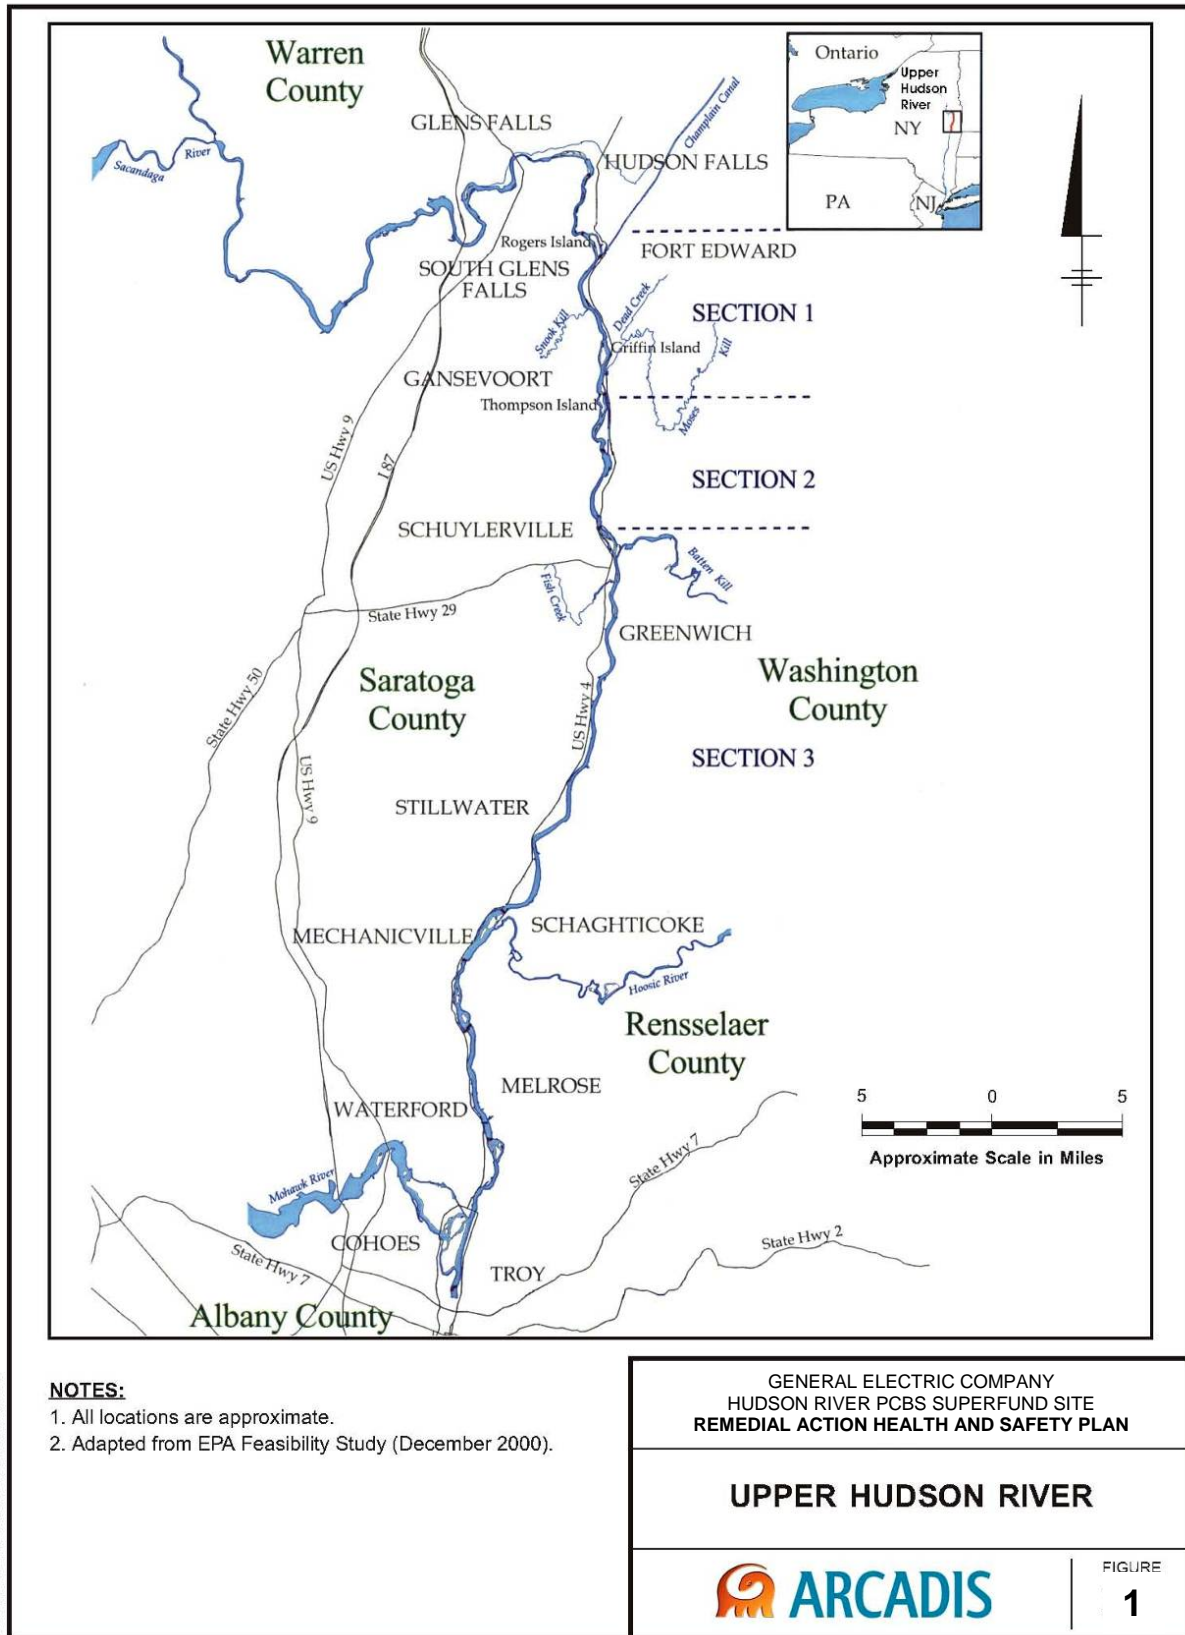 Warren
County
GLENS FALLS
Sacandaga
River
HUDSON FALLS
Champlain Canal
Ontario
Upper
Hudson
River
NY
PA
NJ
Rogers Island
FORT EDWARD
SOUTH GLENS
FALLS
SECTION 1
Snook Kill
Dead Creek
Griffin Island
Moses
Kill
GANSEVOORT
Thompson Island
US Hwy 9
I 87
SECTION 2
SCHUYLERVILLE
Batten Kill
Fish Creek
State Hwy 29
GREENWICH
State Hwy 50
Saratoga
County
Washington
County
US Hwy 4
SECTION 3
US Hwy 9
STILLWATER
MECHANICVILLE
SCHAGHTICOKE
Hoosic River
Rensselaer
County
MELROSE
WATERFORD
5 0 5
Approximate Scale in Miles
Mohawk River
State Hwy 7
COHOES
State Hwy 7
State Hwy 2
TROY
Albany County
NOTES:
1. All locations are approximate.
2. Adapted from EPA Feasibility Study (December 2000).
GENERAL ELECTRIC COMPANY
HUDSON RIVER PCBS SUPERFUND SITE
REMEDIAL ACTION HEALTH AND SAFETY PLAN
UPPER HUDSON RIVER
ARCADIS
FIGURE
1